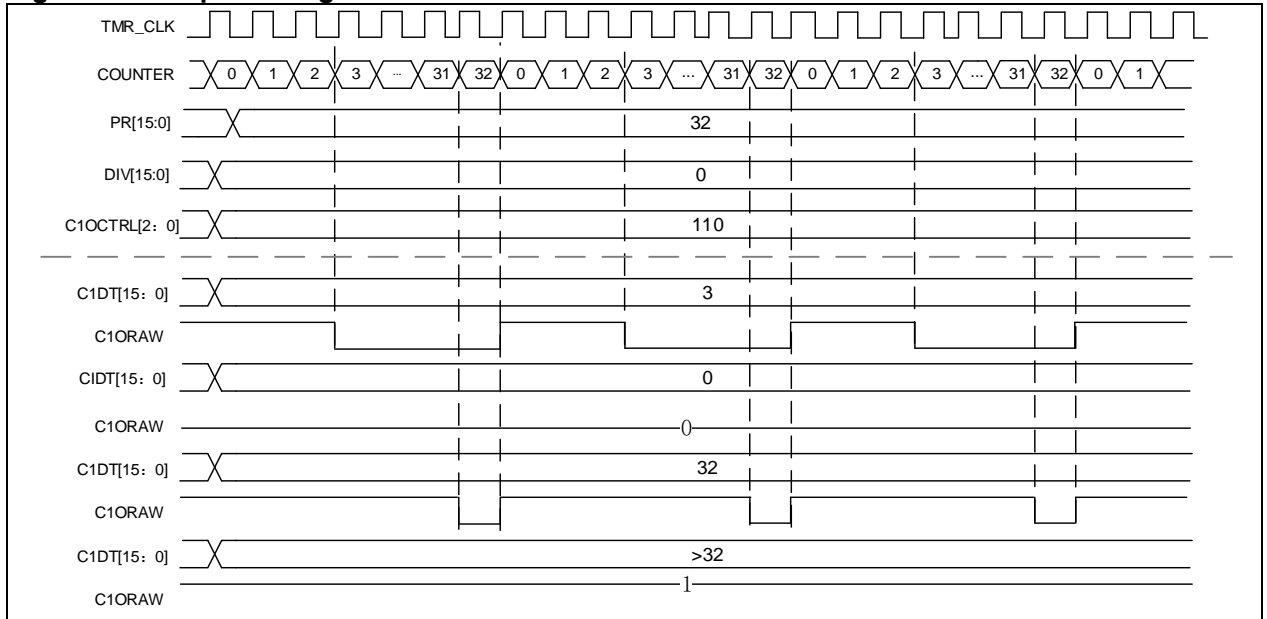 TMR_CLK
COUNTER 0 1 2 3 ... 31 32 0 1 2 3 ... 31 32 0 1 2 3 ... 31 32 0 1
PR[15:0] 32
DIV[15:0] 0
C1OCTRL[2：0] 110
C1DT[15：0] 3
C1ORAW
CIDT[15：0] 0
C1ORAW 0
C1DT[15：0] 32
C1ORAW
C1DT[15：0] >32
C1ORAW 1